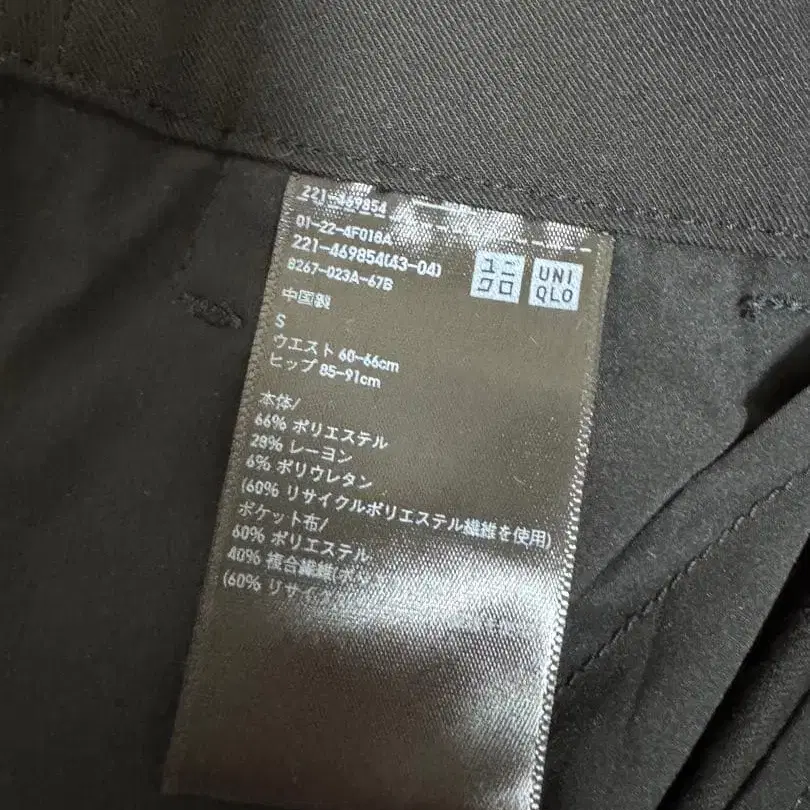 221-469854
01-22-4F018A
221-469854(43-04)
8267-023A-67B
ユニ
クロ
UNI
QLO
中国製
S
ウエスト 60-66cm
ヒップ 85-91cm
本体/
66% ポリエステル
28% レーヨン
6% ポリウレタン
(60% リサイクルポリエステル繊維を使用)
ポケット布/
60% ポリエステル
40% 複合繊維(ポリ
(60% リサイクル